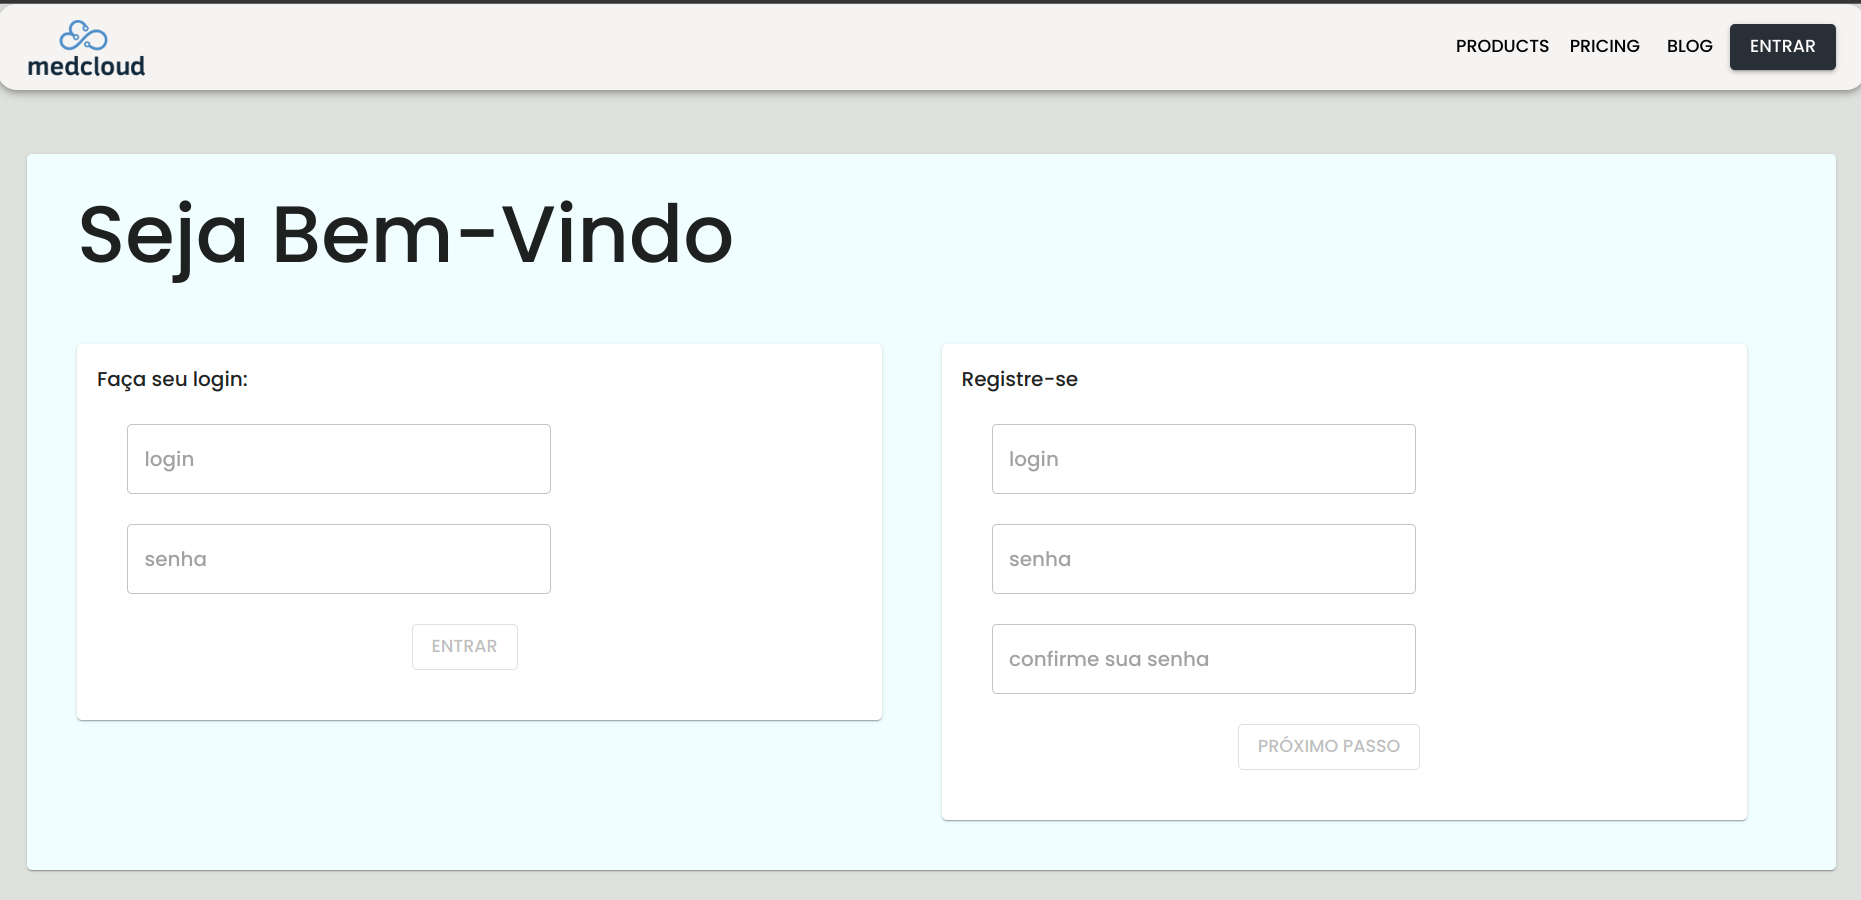 medcloud
PRODUCTS PRICING BLOG ENTRAR
Seja Bem-Vindo
Faça seu login:
login
senha
ENTRAR
Registre-se
login
senha
confirme sua senha
PRÓXIMO PASSO